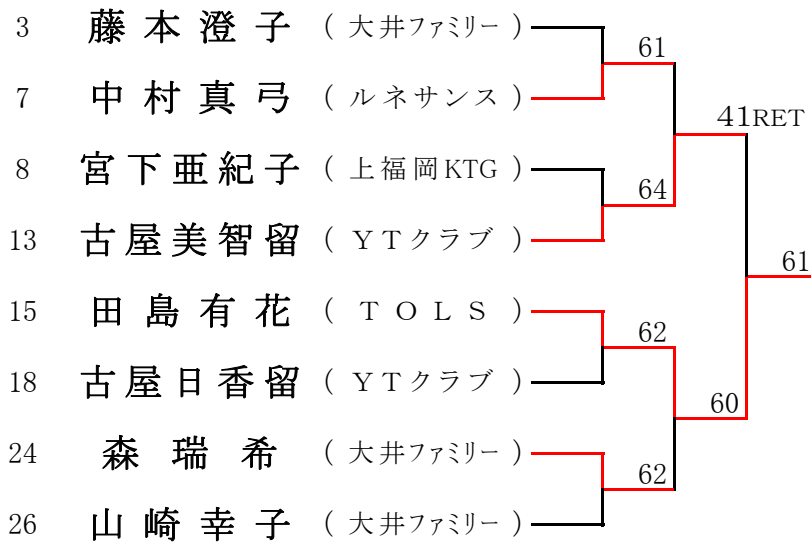 3 藤本澄子 (大井ファミリー)
61
7 中村真弓 (ルネサンス)
41RET
8 宮下亜紀子 (上福岡KTG)
64
13 古屋美智留 (YTクラブ)
61
15 田島有花 (TOLS)
62
18 古屋日香留 (YTクラブ)
60
24 森瑞希 (大井ファミリー)
62
26 山崎幸子 (大井ファミリー)